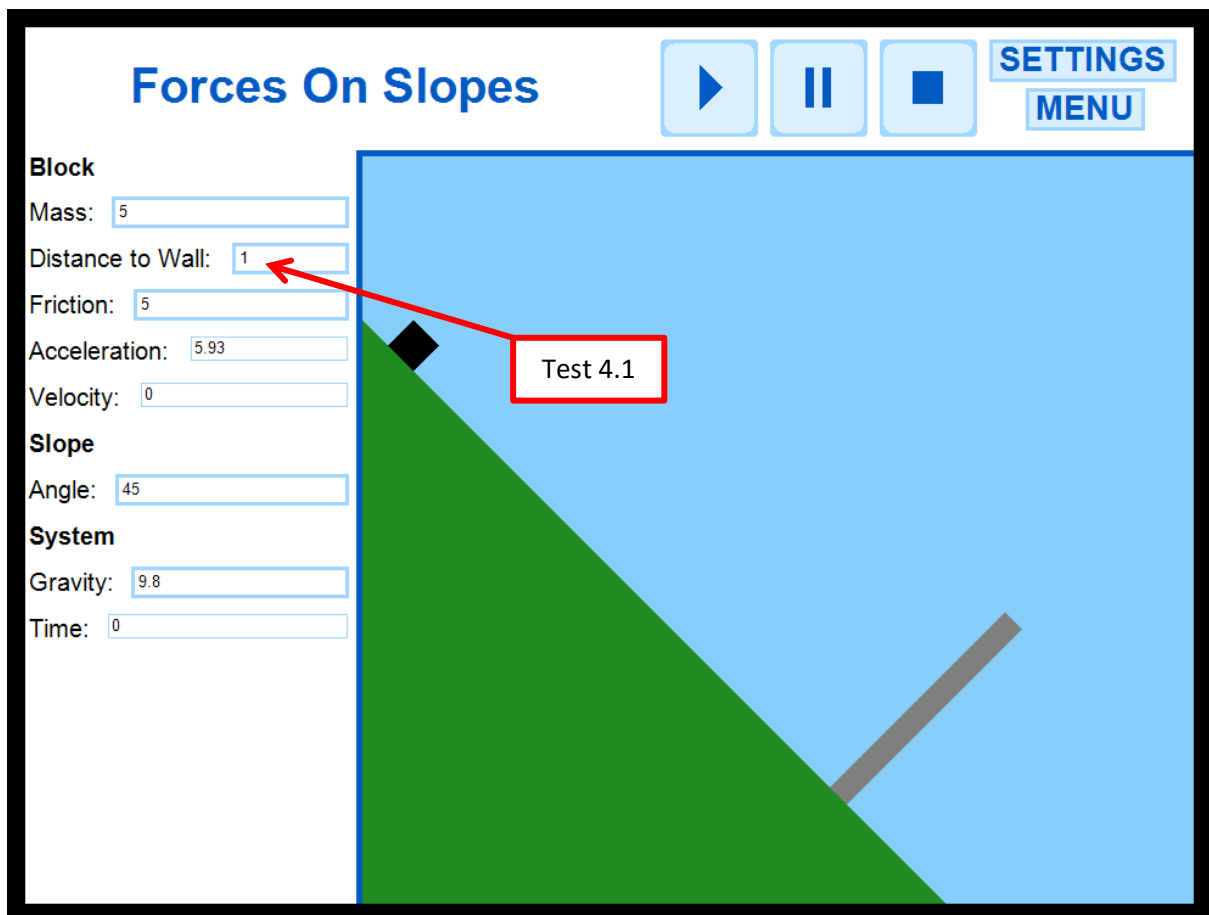 Forces On Slopes
SETTINGS
MENU
Block
Mass: 5
Distance to Wall: 1
Friction: 5
Acceleration: 5.93
Velocity: 0
Slope
Angle: 45
System
Gravity: 9.8
Time: 0
Test 4.1